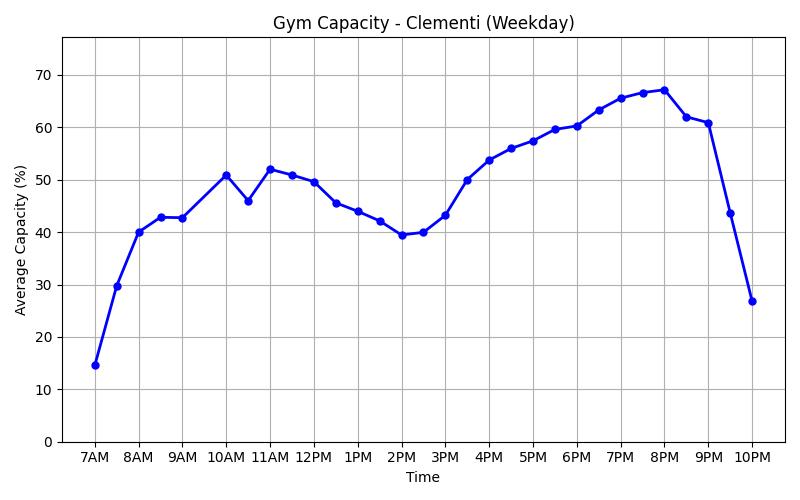 Gym Capacity - Clementi (Weekday)
Average Capacity (%)
70
60
50
40
30
20
10
0
7AM 8AM 9AM 10AM 11AM 12PM 1PM 2PM 3PM 4PM 5PM 6PM 7PM 8PM 9PM 10PM
Time